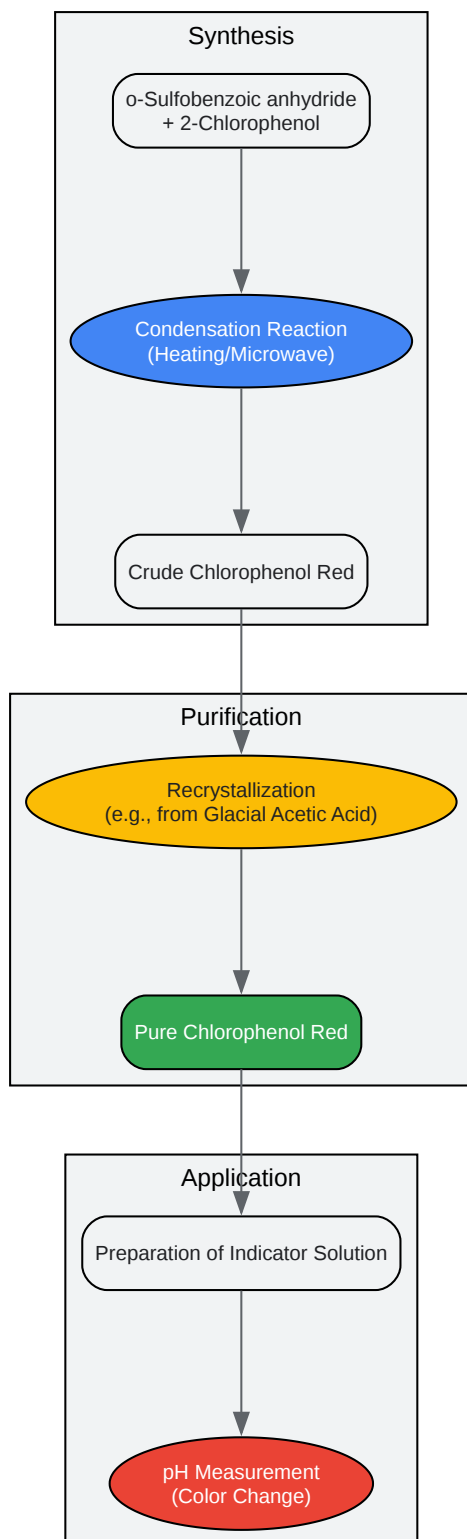 Synthesis
o-Sulfobenzoic anhydride
+ 2-Chlorophenol
Condensation Reaction
(Heating/Microwave)
Crude Chlorophenol Red
Purification
Recrystallization
(e.g., from Glacial Acetic Acid)
Pure Chlorophenol Red
Application
Preparation of Indicator Solution
pH Measurement
(Color Change)